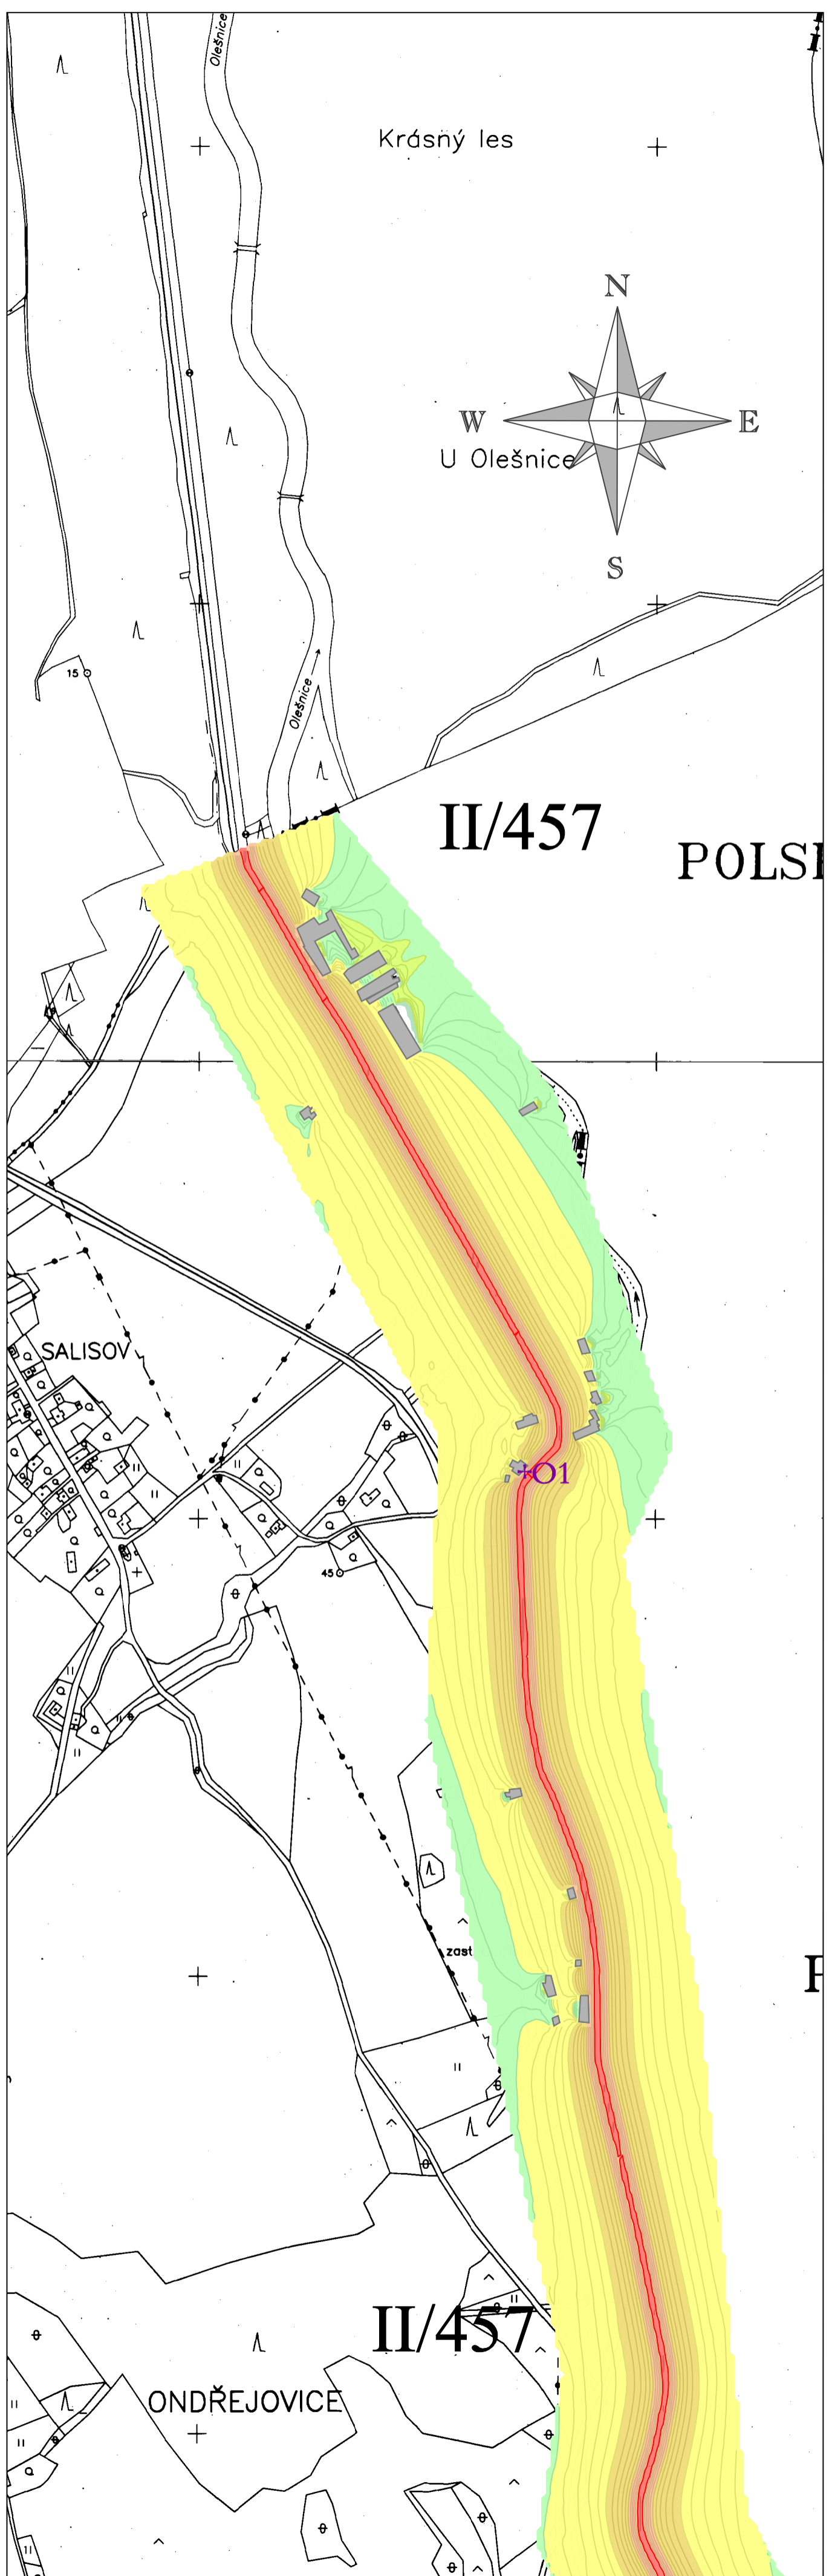 Olešnice
Krásný les
N
W
E
U Olešnice
S
15
Olešnice
II/457
POLS
SALISOV
O1
45
zast
II/457
ONDŘEJOVICE